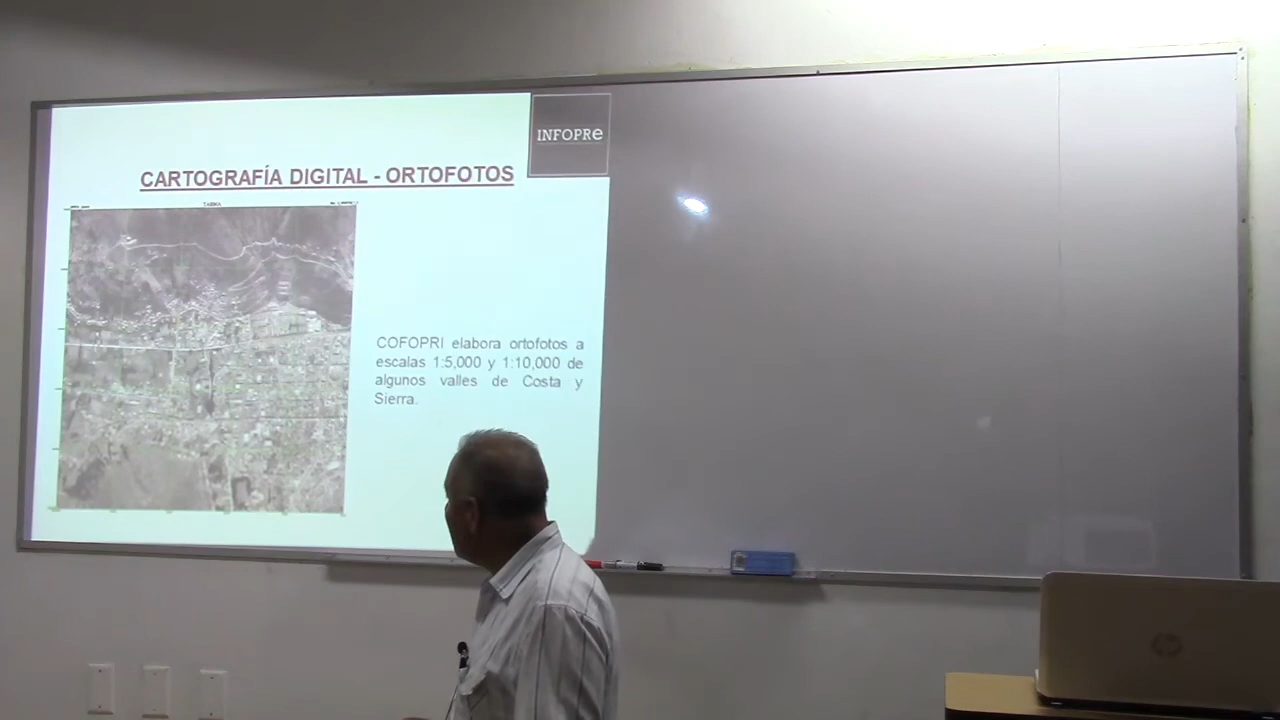 INFOPRe
CARTOGRAFÍA DIGITAL - ORTOFOTOS
COFOPRI elabora ortofotos a
escalas 1:5,000 y 1:10,000 de
algunos valles de Costa y
Sierra.
hp